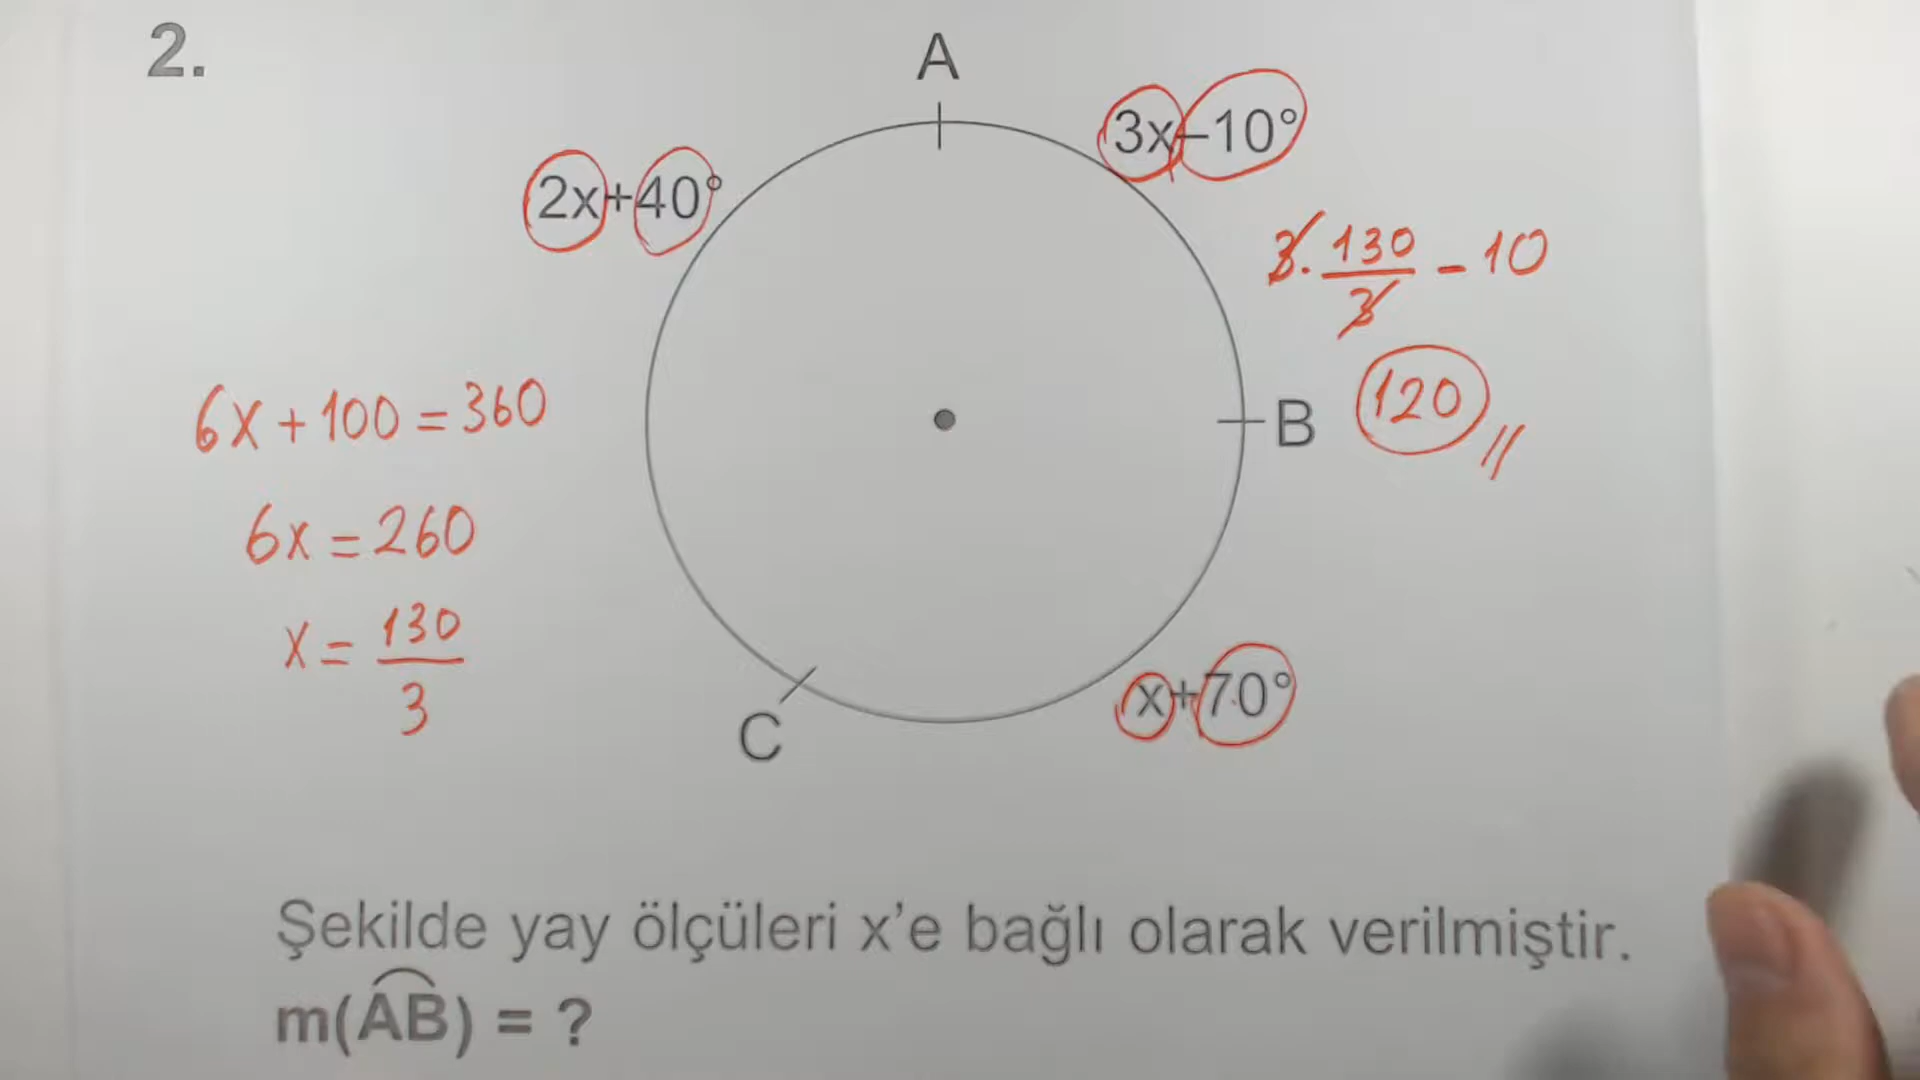 2.
A
3x–10°
2x+40°
3. 130/3 - 10
6x + 100 = 360
B
120 //
6x = 260
x = 130/3
x+70°
C
Şekilde yay ölçüleri x'e bağlı olarak verilmiştir.
m(AB) = ?